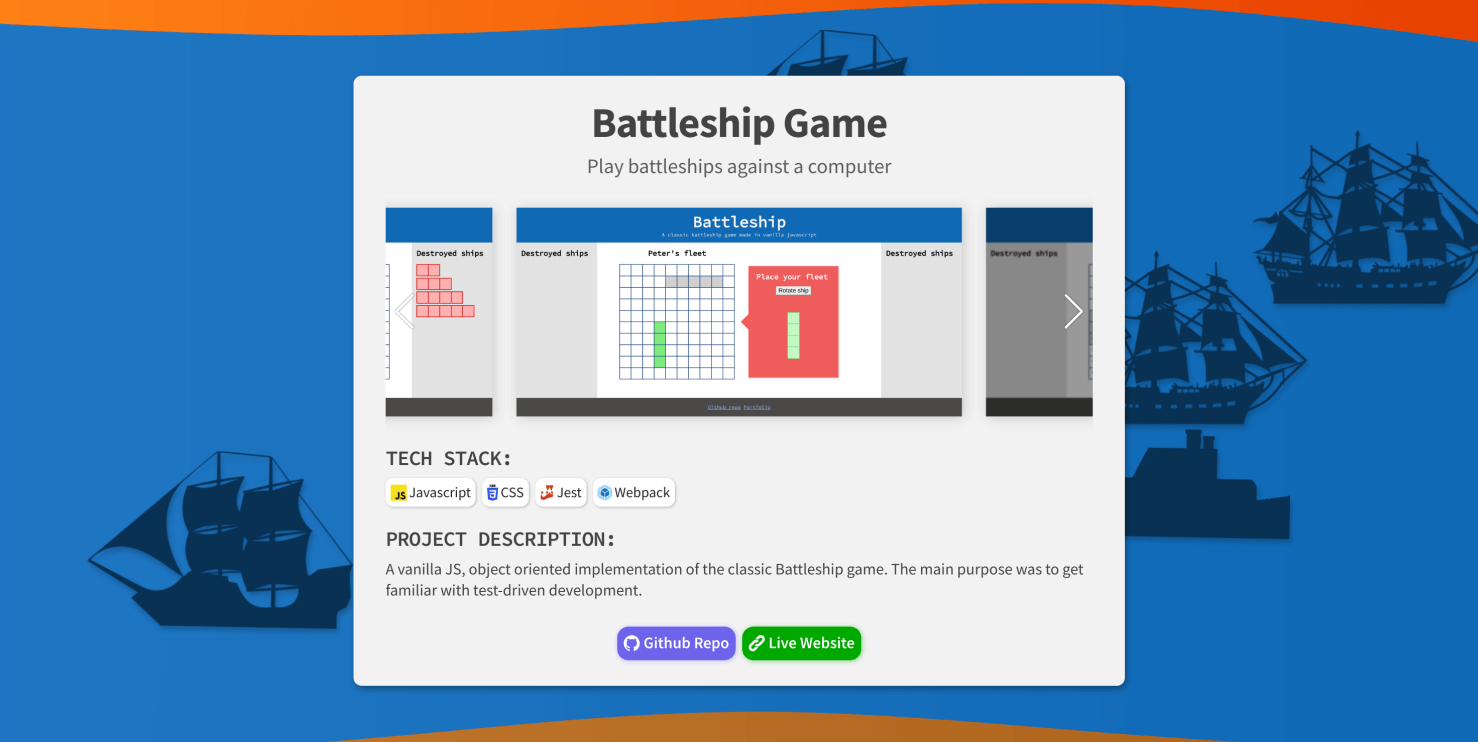 Battleship Game
Play battleships against a computer
Destroyed ships
Battleship
A classic battleship game made in vanilla javascript
Destroyed ships
Peter's fleet
Place your fleet
Rotate ship
Destroyed ships
Github repo Portfolio
Destroyed ships
TECH STACK:
JS Javascript CSS Jest Webpack
PROJECT DESCRIPTION:
A vanilla JS, object oriented implementation of the classic Battleship game. The main purpose was to get
familiar with test-driven development.
Github Repo Live Website